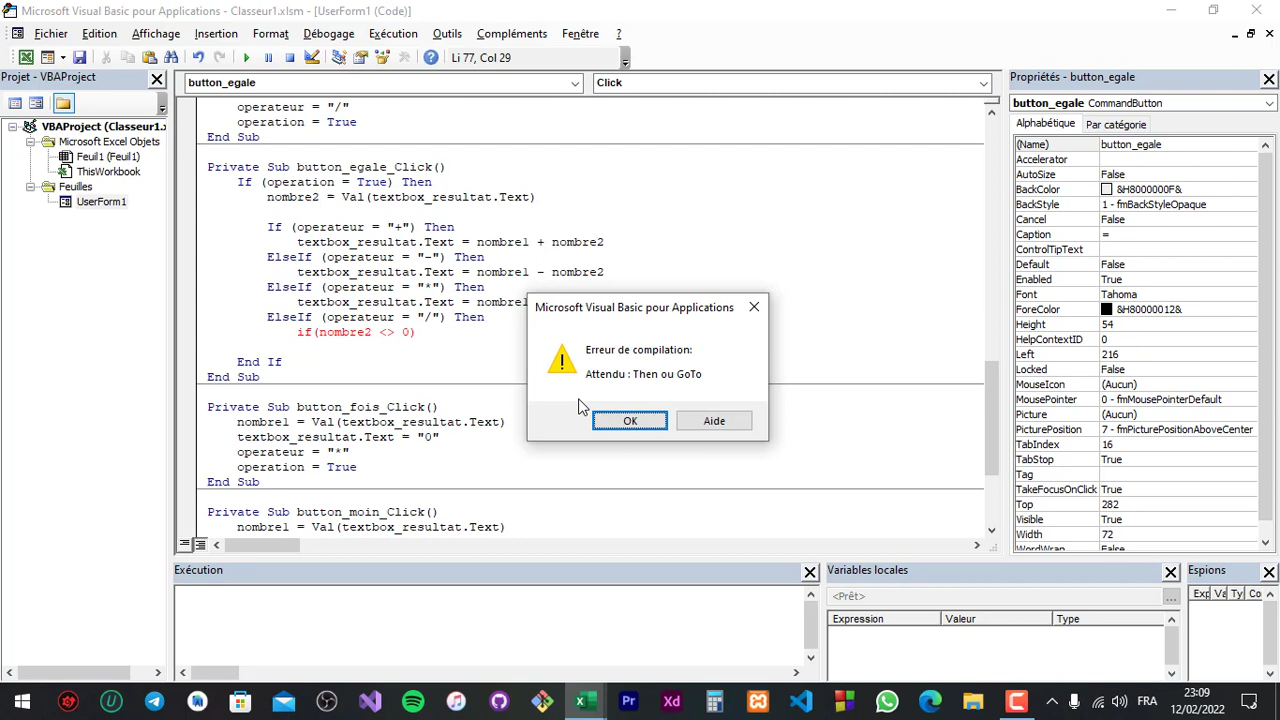 Microsoft Visual Basic pour Applications - Classeur1.xlsm - [UserForm1 (Code)]
Fichier Edition Affichage Insertion Format Débogage Exécution Outils Compléments Fenêtre ?
Li 77, Col 29
Projet - VBAProject
VBAProject (Classeur1.x
Microsoft Excel Objets
Feuil1 (Feuil1)
ThisWorkbook
Feuilles
UserForm1
button_egale
Click
operateur = "/"
operation = True
End Sub
Private Sub button_egale_Click()
If (operation = True) Then
nombre2 = Val(textbox_resultat.Text)
If (operateur = "+") Then
textbox_resultat.Text = nombre1 + nombre2
ElseIf (operateur = "-") Then
textbox_resultat.Text = nombre1 - nombre2
ElseIf (operateur = "*") Then
textbox_resultat.Text = nombre1
ElseIf (operateur = "/") Then
if(nombre2 <> 0)
End If
End Sub
Private Sub button_fois_Click()
nombre1 = Val(textbox_resultat.Text)
textbox_resultat.Text = "0"
operateur = "*"
operation = True
End Sub
Private Sub button_moin_Click()
nombre1 = Val(textbox_resultat.Text)
Microsoft Visual Basic pour Applications
Erreur de compilation:
Attendu : Then ou GoTo
OK
Aide
Propriétés - button_egale
button_egale CommandButton
Alphabétique Par catégorie
(Name) button_egale
Accelerator
AutoSize False
BackColor &H8000000F&
BackStyle 1 - fmBackStyleOpaque
Cancel False
Caption =
ControlTipText
Default False
Enabled True
Font Tahoma
ForeColor &H80000012&
Height 54
HelpContextID 0
Left 216
Locked False
MouseIcon (Aucun)
MousePointer 0 - fmMousePointerDefault
Picture (Aucun)
PicturePosition 7 - fmPicturePositionAboveCenter
TabIndex 16
TabStop True
Tag
TakeFocusOnClick True
Top 282
Visible True
Width 72
WordWrap False
Exécution
Variables locales
<Prêt>
...
Expression Valeur Type
Espions
Exp Va Ty Co
Pr
Xd
FRA
23:09
12/02/2022